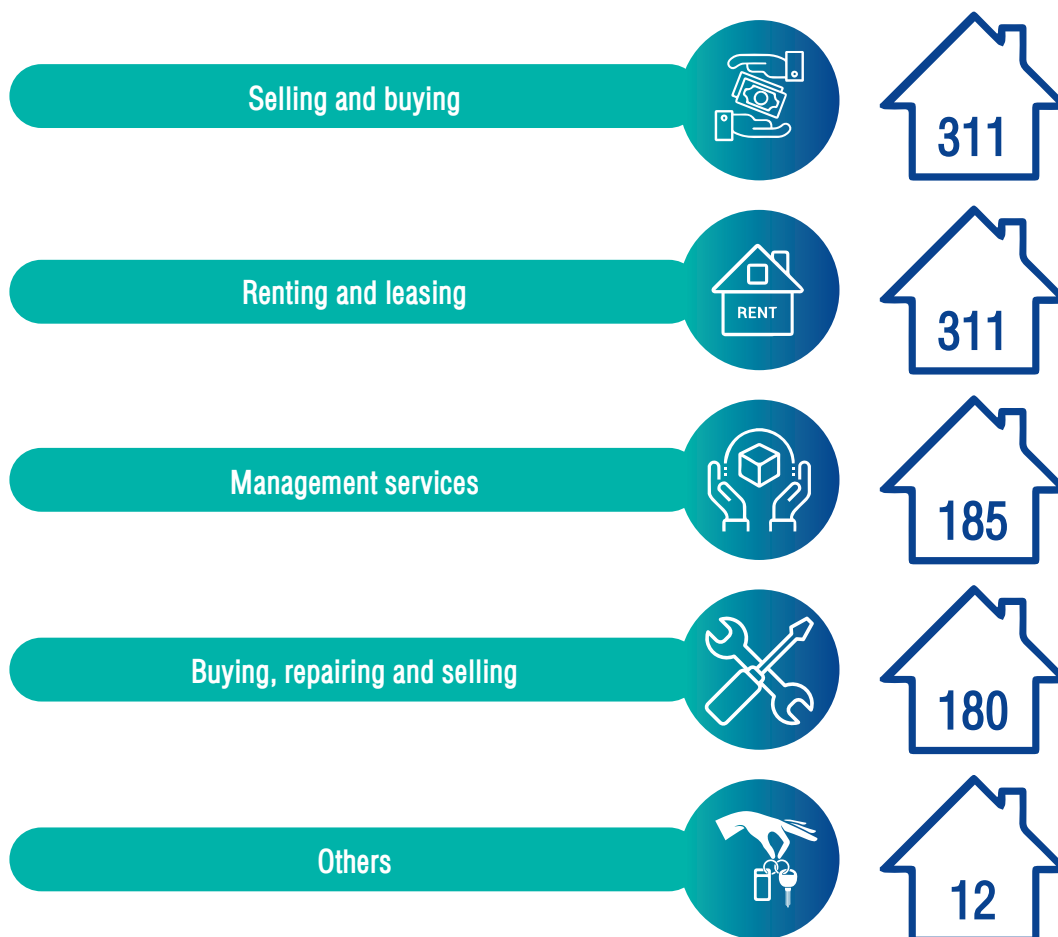 Selling and buying
311
Renting and leasing
RENT
311
Management services
185
Buying, repairing and selling
180
Others
12